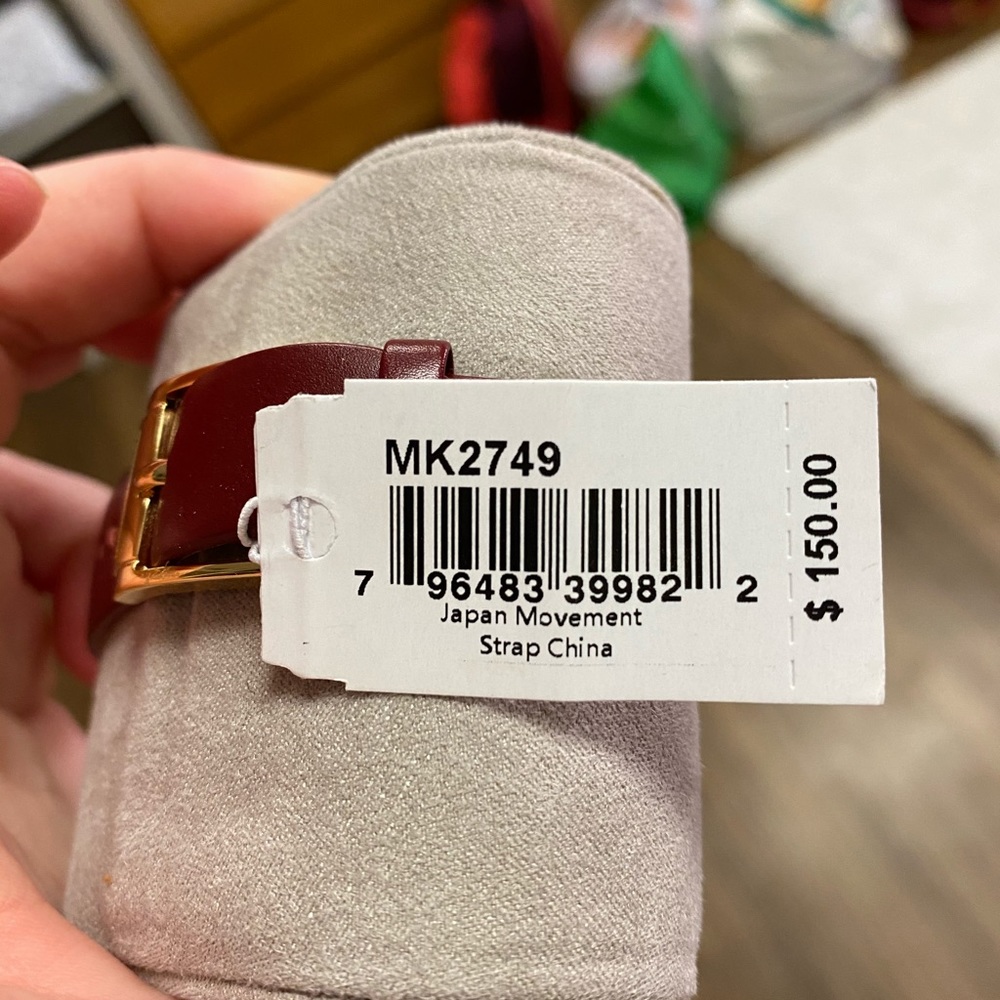 MK2749
7 96483 39982 2
Japan Movement
Strap China
$ 150.00